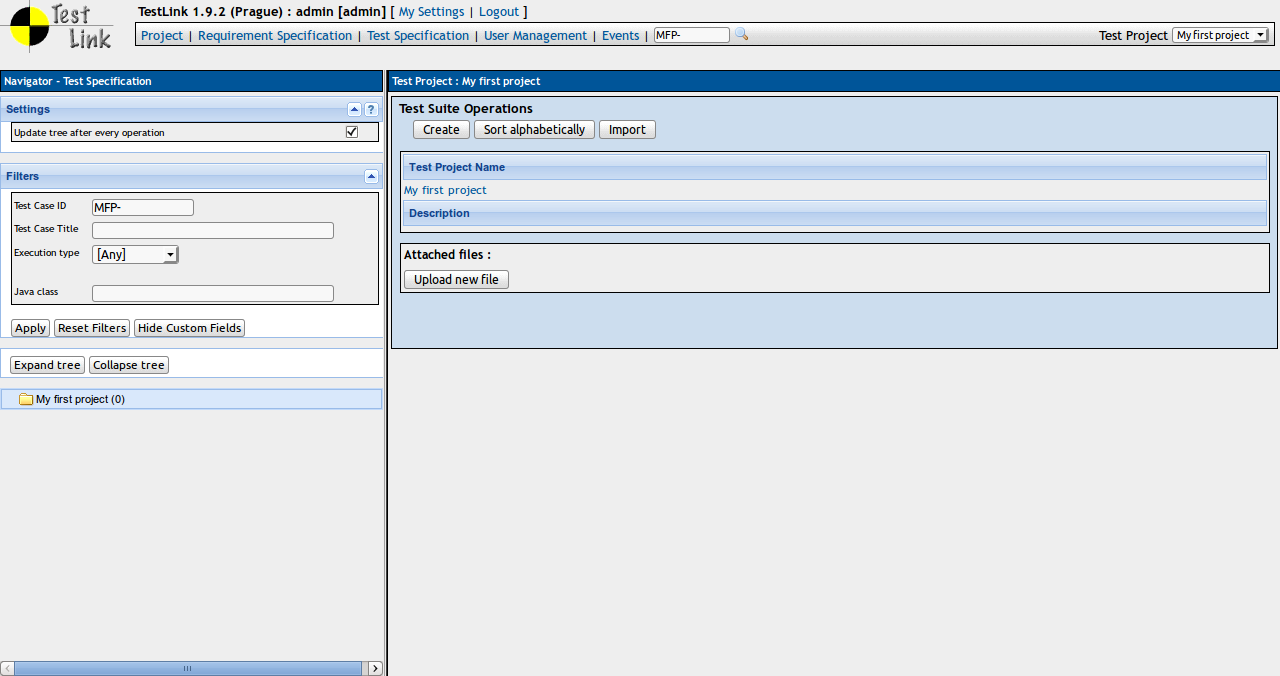 Test Link
TestLink 1.9.2 (Prague) : admin [admin] [ My Settings | Logout ]
Project | Requirement Specification | Test Specification | User Management | Events | MFP- Test Project My first project
Navigator - Test Specification
Settings ?
Update tree after every operation
Filters
Test Case ID MFP-
Test Case Title
Execution type [Any]
Java class
Apply Reset Filters Hide Custom Fields
Expand tree Collapse tree
My first project (0)
Test Project : My first project
Test Suite Operations
Create Sort alphabetically Import
Test Project Name
My first project
Description
Attached files :
Upload new file